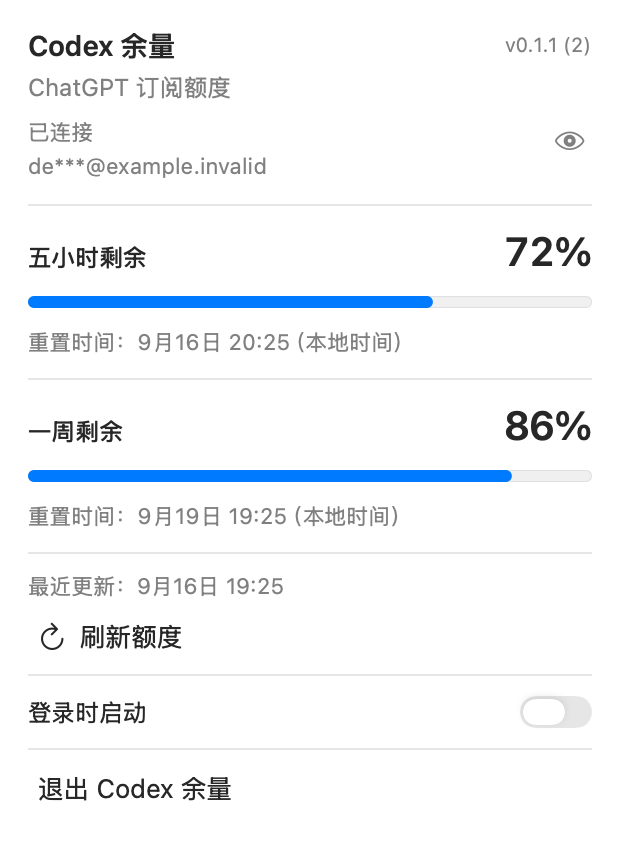 Codex 余量
v0.1.1 (2)
ChatGPT 订阅额度
已连接
de***@example.invalid
五小时剩余
72%
重置时间：9月16日 20:25 (本地时间)
一周剩余
86%
重置时间：9月19日 19:25 (本地时间)
最近更新：9月16日 19:25
刷新额度
登录时启动
退出 Codex 余量